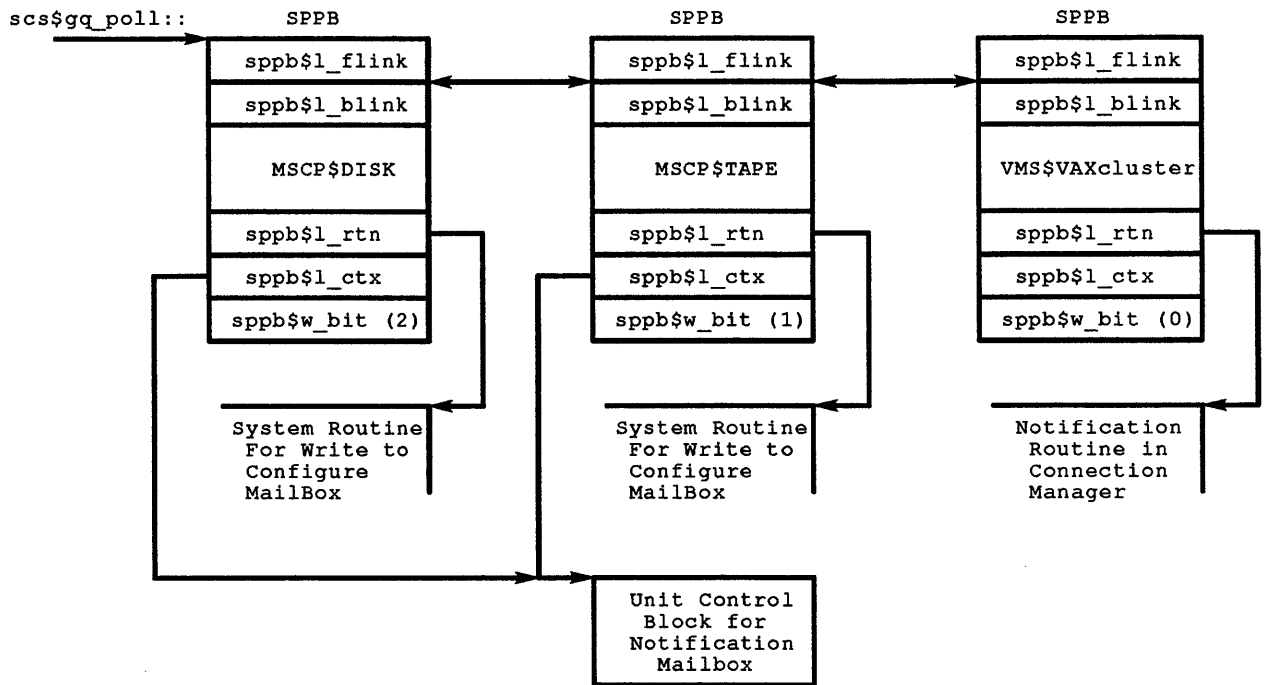 scs$gq_poll::
SPPB
SPPB
SPPB
sppb$l_flink
sppb$l_blink
MSCP$DISK
sppb$l_rtn
sppb$l_ctx
sppb$w_bit (2)
sppb$l_flink
sppb$l_blink
MSCP$TAPE
sppb$l_rtn
sppb$l_ctx
sppb$w_bit (1)
sppb$l_flink
sppb$l_blink
VMS$VAXcluster
sppb$l_rtn
sppb$l_ctx
sppb$w_bit (0)
System Routine
For Write to
Configure
MailBox
System Routine
For Write to
Configure
MailBox
Notification
Routine in
Connection
Manager
Unit Control
Block for
Notification
Mailbox